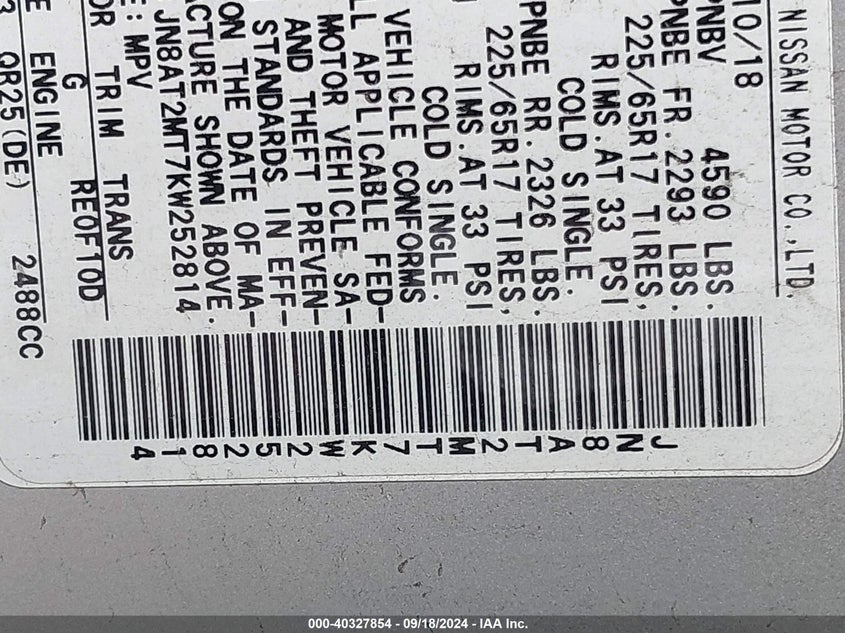 NISSAN MOTOR CO.,LTD.
10/18
PNBV 4590 LBS.
PNBE FR. 2293 LBS.
225/65R17 TIRES,
RIMS.AT 33 PSI
COLD SINGLE.
PNBE RR. 2326 LBS.
225/65R17 TIRES,
RIMS.AT 33 PSI
COLD SINGLE.
VEHICLE CONFORMS
LL APPLICABLE FED-
MOTOR VEHICLE SA-
AND THEFT PREVEN-
STANDARDS IN EFF-
ON THE DATE OF MA-
ACTURE SHOWN ABOVE.
JN8AT2MT7KW252814
E: MPV
OR TRIM TRANS
G RE0F10D
E ENGINE
3 QR25(DE) 2488CC
JN8AT2MT7KW252814
000-40327854 - 09/18/2024 - IAA Inc.